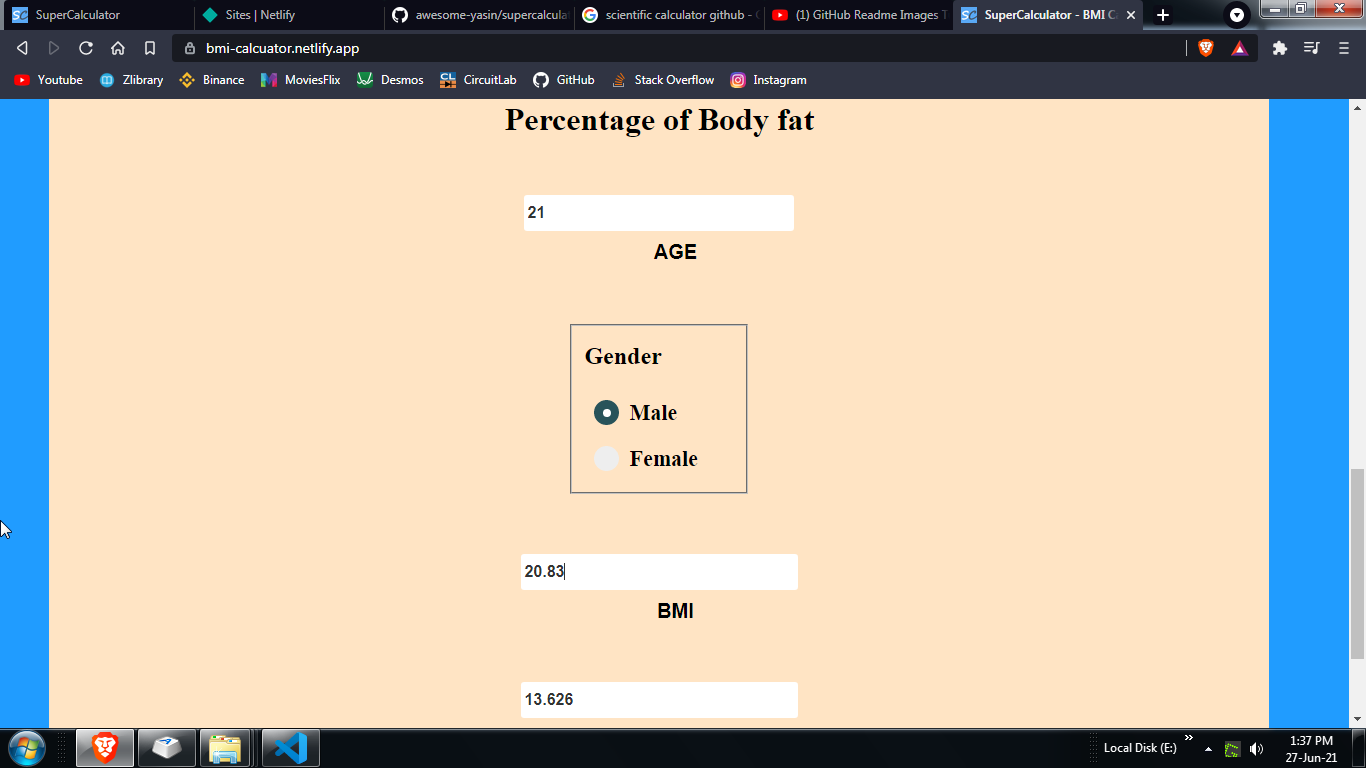 SuperCalculator
Sites | Netlify
awesome-yasin/supercalcula
scientific calculator github -
(1) GitHub Readme Images T
SuperCalculator - BMI C
bmi-calcuator.netlify.app
Youtube
Zlibrary
Binance
MoviesFlix
Desmos
CircuitLab
GitHub
Stack Overflow
Instagram
Percentage of Body fat
21
AGE
Gender
Male
Female
20.83
BMI
13.626
Local Disk (E:)
1:37 PM
27-Jun-21